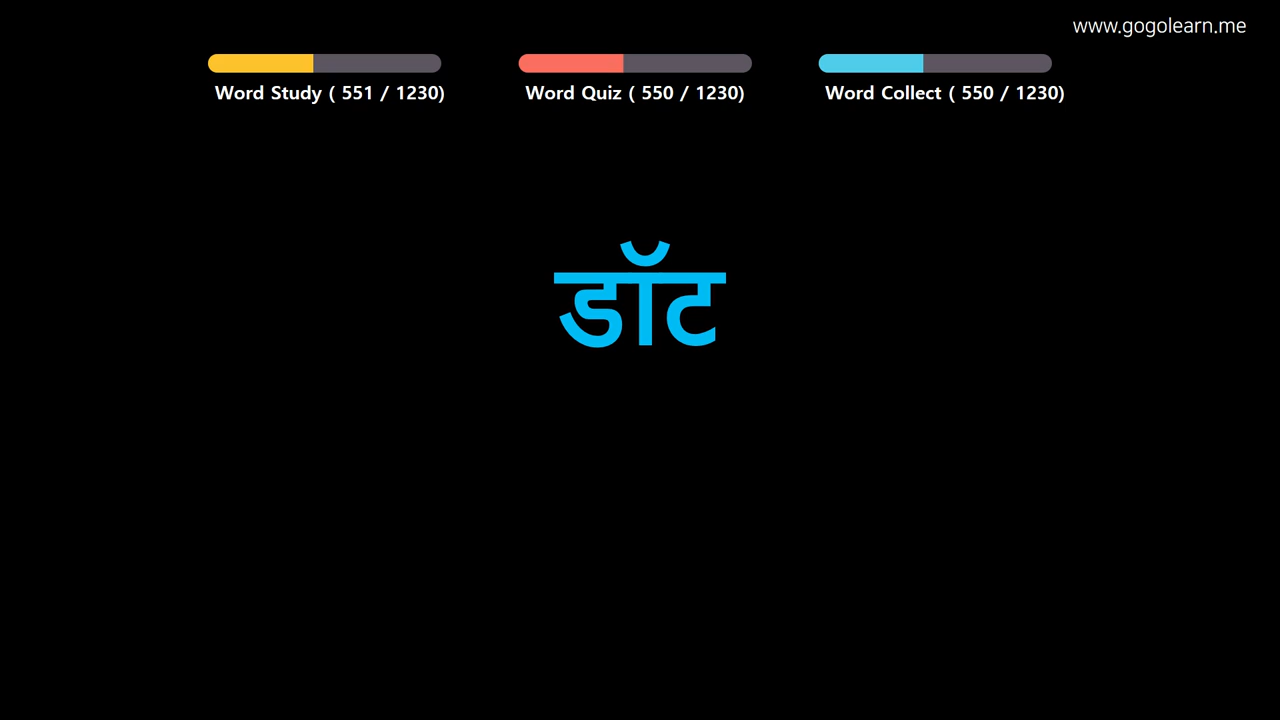 www.gogolearn.me
Word Study ( 551 / 1230)
Word Quiz ( 550 / 1230)
Word Collect ( 550 / 1230)
डॉट